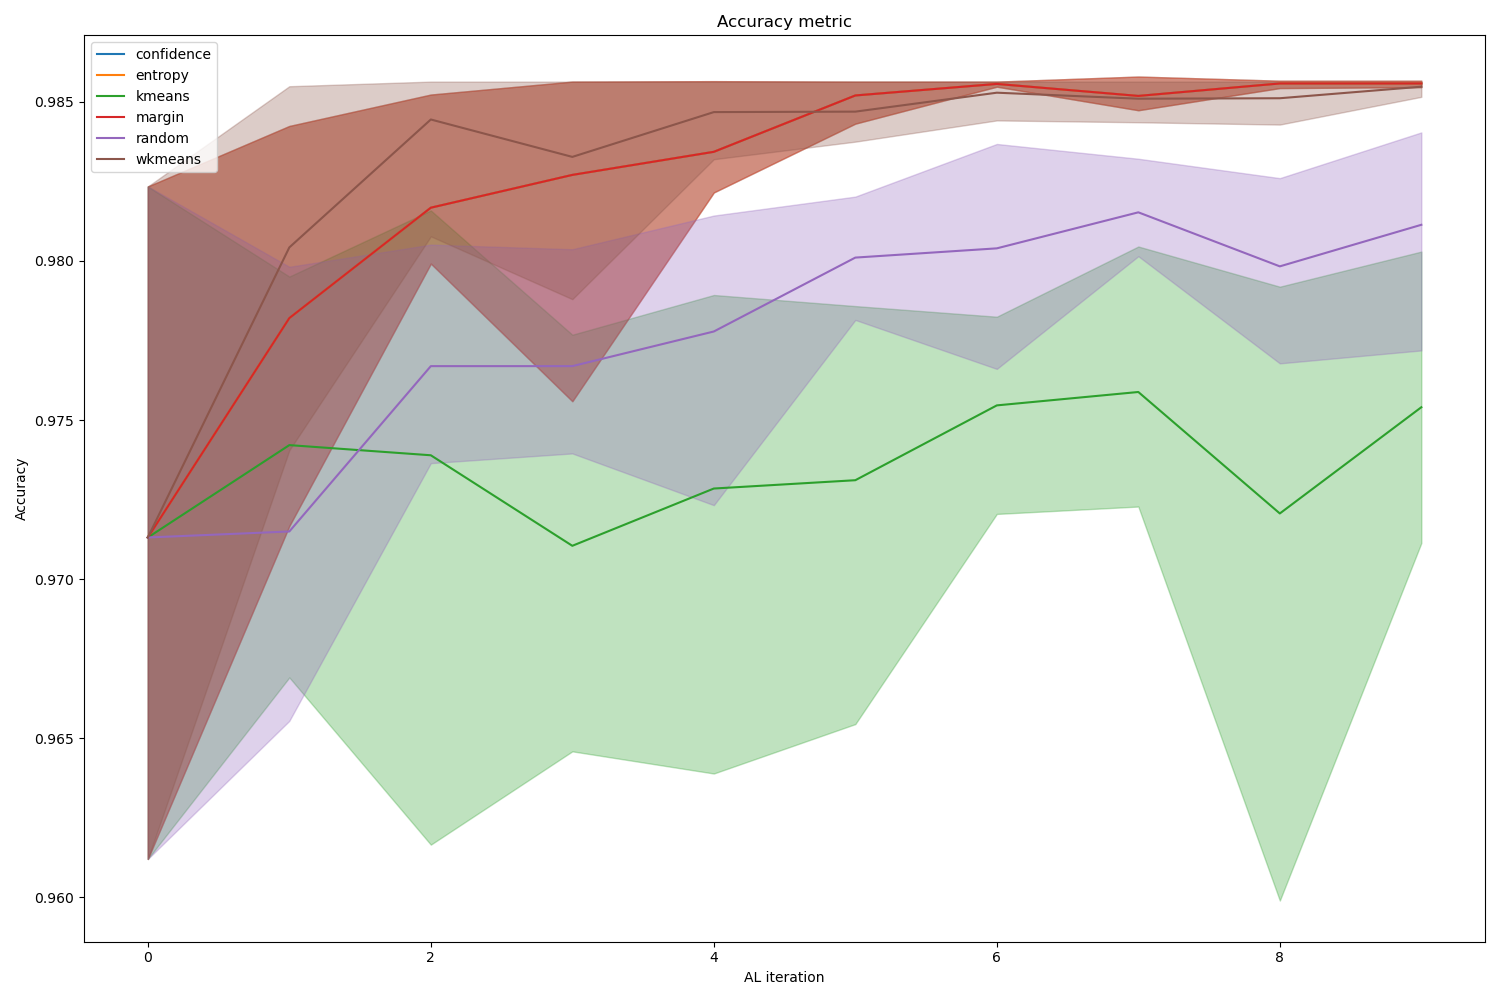 Accuracy metric
confidence
entropy
kmeans
margin
random
wkmeans
0.985
0.980
0.975
0.970
0.965
0.960
Accuracy
0 2 4 6 8
AL iteration